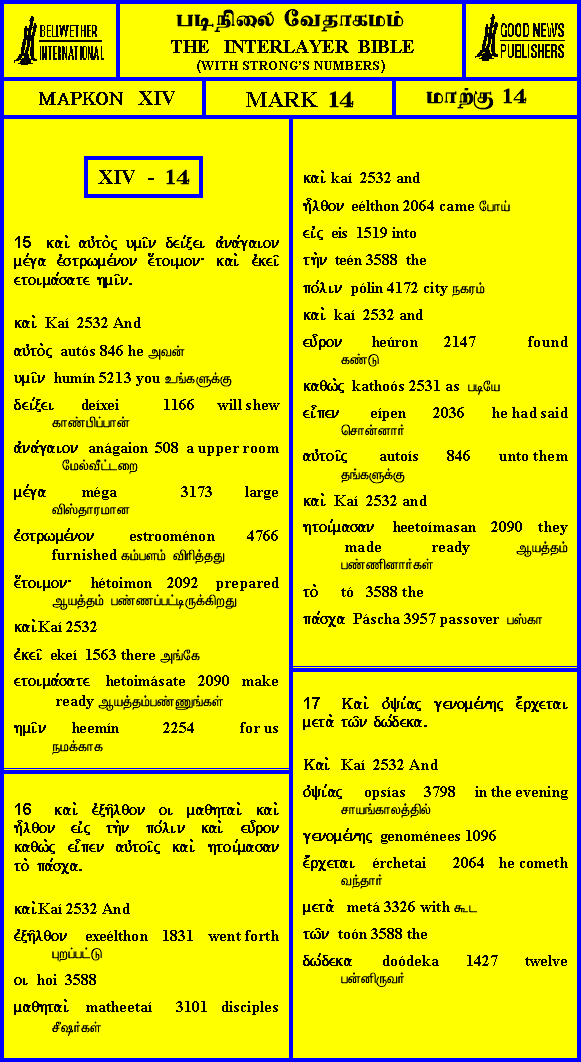 BELLWETHER
INTERNATIONAL
படிநிலை வேதாகமம்
THE INTERLAYER BIBLE
(WITH STRONG'S NUMBERS)
GOOD NEWS
PUBLISHERS
ΜΑΡΚΟΝ XIV
MARK 14
மாற்கு 14
XIV - 14
15 καὶ αὐτὸς υμῖν δείξει ἀνάγαιον
μέγα ἐστρωμένον ἕτοιμον· καὶ ἐκεῖ
ετοιμάσατε ημῖν.
καὶ Kaí 2532 And
αὐτὸς autós 846 he அவன்
υμῖν humín 5213 you உங்களுக்கு
δείξει deíxei 1166 will shew
காண்பிப்பான்
ἀνάγαιον anágaion 508 a upper room
மேல்வீட்டறை
μέγα méga 3173 large
விஸ்தாரமான
ἐστρωμένον estrooménon 4766
furnished கம்பளம் விரித்தது
ἕτοιμον· hétoimon 2092 prepared
ஆயத்தம் பண்ணப்பட்டிருக்கிறது
καὶ Kaí 2532
ἐκεῖ ekeí 1563 there அங்கே
ετοιμάσατε hetoimásate 2090 make
ready ஆயத்தம்பண்ணுங்கள்
ημῖν heemín 2254 for us
நமக்காக
16 καὶ ἐξῆλθον οι μαθηταὶ καὶ
ἦλθον εἰς τὴν πόλιν καὶ εὗρον
καθὼς εἶπεν αὐτοῖς καὶ ητοίμασαν
τὸ πάσχα.
καὶ Kaí 2532 And
ἐξῆλθον exeélthon 1831 went forth
புறப்பட்டு
οι hoi 3588
μαθηταὶ matheetaí 3101 disciples
சீஷர்கள்
καὶ kaí 2532 and
ἦλθον eélthon 2064 came போய்
εἰς eis 1519 into
τὴν teén 3588 the
πόλιν pólin 4172 city நகரம்
καὶ kaí 2532 and
εὗρον heúron 2147 found
கண்டு
καθὼς kathoós 2531 as படியே
εἶπεν eípen 2036 he had said
சொன்னார்
αὐτοῖς autoís 846 unto them
தங்களுக்கு
καὶ Kaí 2532 and
ητοίμασαν heetoímasan 2090 they
made ready ஆயத்தம்
பண்ணினார்கள்
τὸ tó 3588 the
πάσχα Páscha 3957 passover பஸ்கா
17 Καὶ ὀψίας γενομένης ἔρχεται
μετὰ τῶν δώδεκα.
Καὶ Kaí 2532 And
ὀψίας opsías 3798 in the evening
சாயங்காலத்தில்
γενομένης genoménees 1096
ἔρχεται érchetai 2064 he cometh
வந்தார்
μετὰ metá 3326 with கூட
τῶν toón 3588 the
δώδεκα doódeka 1427 twelve
பன்னிருவர்